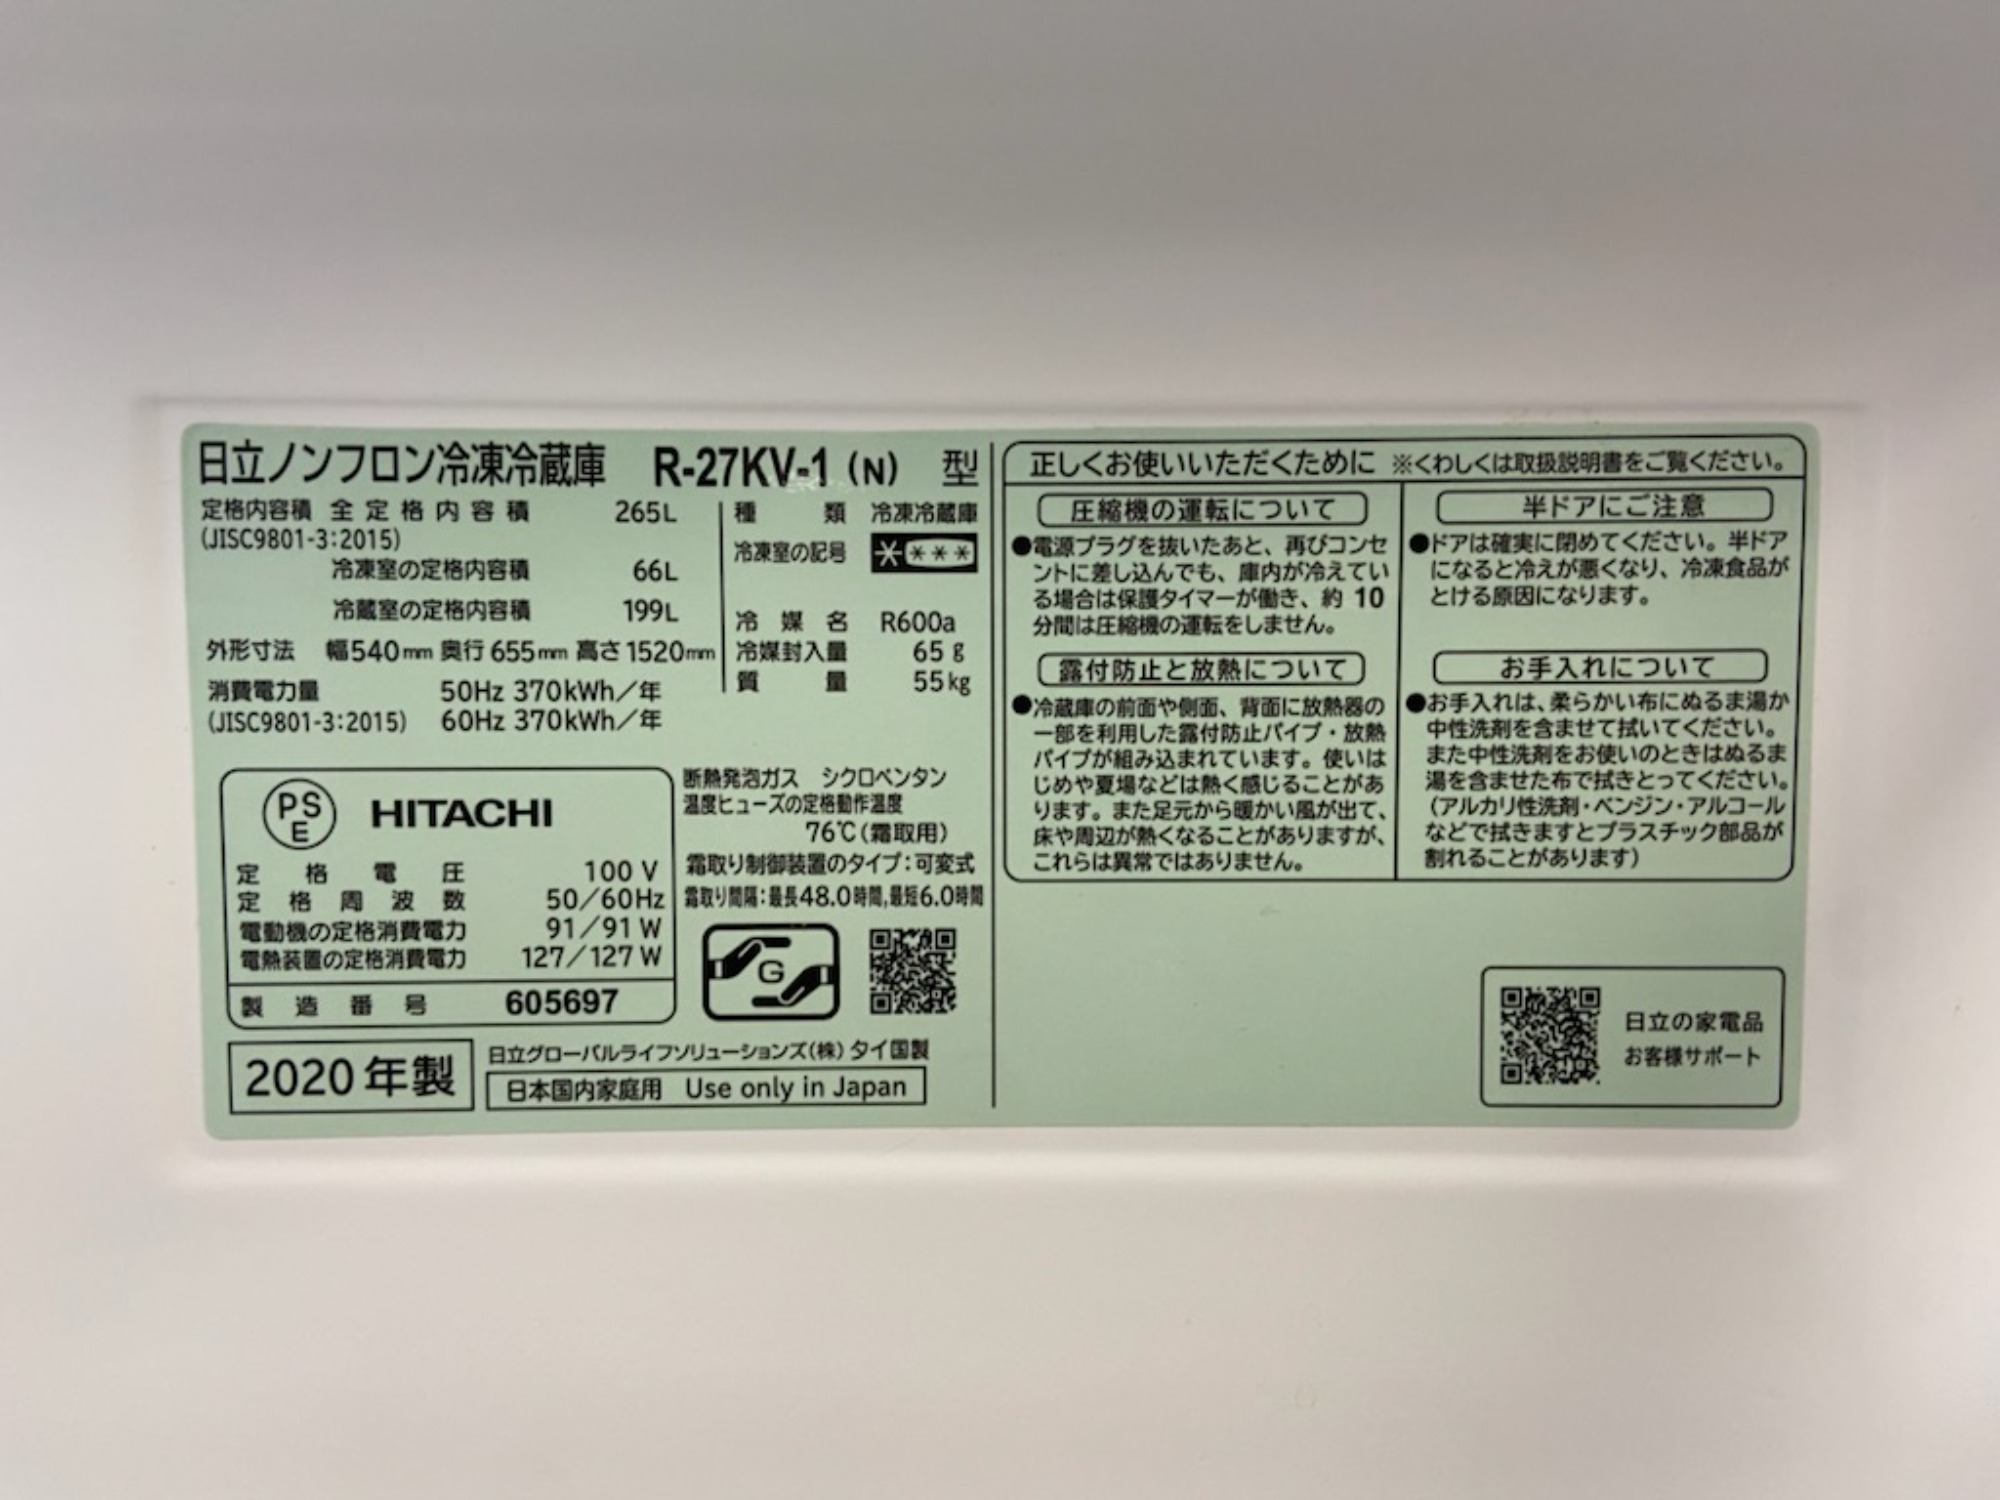 日立ノンフロン冷凍冷蔵庫 R-27KV-1 (N) 型
定格内容積 全定格内容積 265L
(JISC9801-3:2015)
冷凍室の定格内容積 66L
冷蔵室の定格内容積 199L
外形寸法 幅540mm 奥行655mm 高さ1520mm
消費電力量 50Hz 370kWh/年
(JISC9801-3:2015) 60Hz 370kWh/年
種類 冷凍冷蔵庫
冷凍室の記号 ****
冷媒名 R600a
冷媒封入量 65g
質量 55kg
PSE HITACHI
定格電圧 100V
定格周波数 50/60Hz
電動機の定格消費電力 91/91W
電熱装置の定格消費電力 127/127W
製造番号 605697
断熱発泡ガス シクロペンタン
温度ヒューズの定格動作温度
76℃(霜取用)
霜取り制御装置のタイプ:可変式
霜取り間隔:最長48.0時間,最短6.0時間
G
2020年製
日立グローバルライフソリューションズ(株) タイ国製
日本国内家庭用 Use only in Japan
正しくお使いいただくために ※くわしくは取扱説明書をご覧ください。
圧縮機の運転について
●電源プラグを抜いたあと、再びコンセ
ントに差し込んでも、庫内が冷えてい
る場合は保護タイマーが働き、約10
分間は圧縮機の運転をしません。
露付防止と放熱について
●冷蔵庫の前面や側面、背面に放熱器の
一部を利用した露付防止パイプ・放熱
パイプが組み込まれています。使いは
じめや夏場などは熱く感じることがあ
ります。また足元から暖かい風が出て、
床や周辺が熱くなることがありますが、
これらは異常ではありません。
半ドアにご注意
●ドアは確実に閉めてください。半ドア
になると冷えが悪くなり、冷凍食品が
とける原因になります。
お手入れについて
●お手入れは、柔らかい布にぬるま湯か
中性洗剤を含ませて拭いてください。
また中性洗剤をお使いのときはぬるま
湯を含ませた布で拭きとってください。
(アルカリ性洗剤・ベンジン・アルコール
などで拭きますとプラスチック部品が
割れることがあります)
日立の家電品
お客様サポート